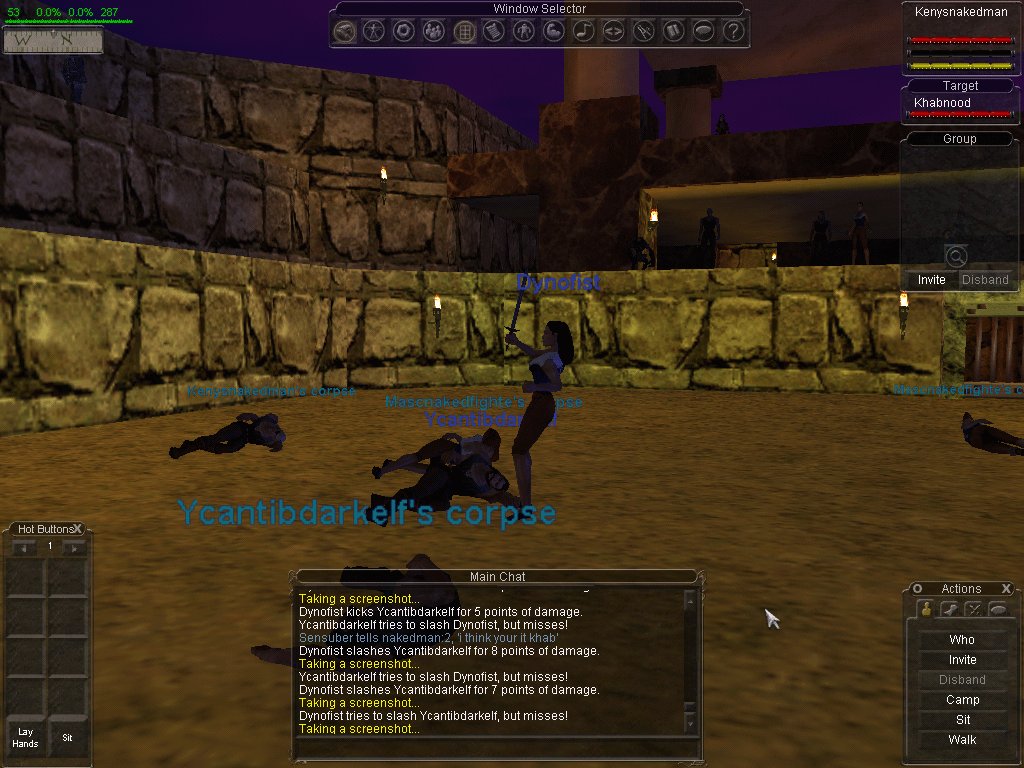 53 0.0% 0.0% 287
W N
Window Selector
?
Kenysnakedman
Target
Khabnood
Group
Invite Disband
Dynofist
Kenysnakedman's corpse
Mascnakedfighte's corpse
Mascnakedfighte's c
Ycantibdar
Ycantibdarkelf's corpse
Hot Buttons X
1
Lay Hands
Sit
Main Chat
Taking a screenshot...
Dynofist kicks Ycantibdarkelf for 5 points of damage.
Ycantibdarkelf tries to slash Dynofist, but misses!
Sensuber tells nakedman:2, 'i think your it khab'
Dynofist slashes Ycantibdarkelf for 8 points of damage.
Taking a screenshot...
Ycantibdarkelf tries to slash Dynofist, but misses!
Dynofist slashes Ycantibdarkelf for 7 points of damage.
Taking a screenshot...
Dynofist tries to slash Ycantibdarkelf, but misses!
Taking a screenshot...
O Actions X
Who
Invite
Disband
Camp
Sit
Walk